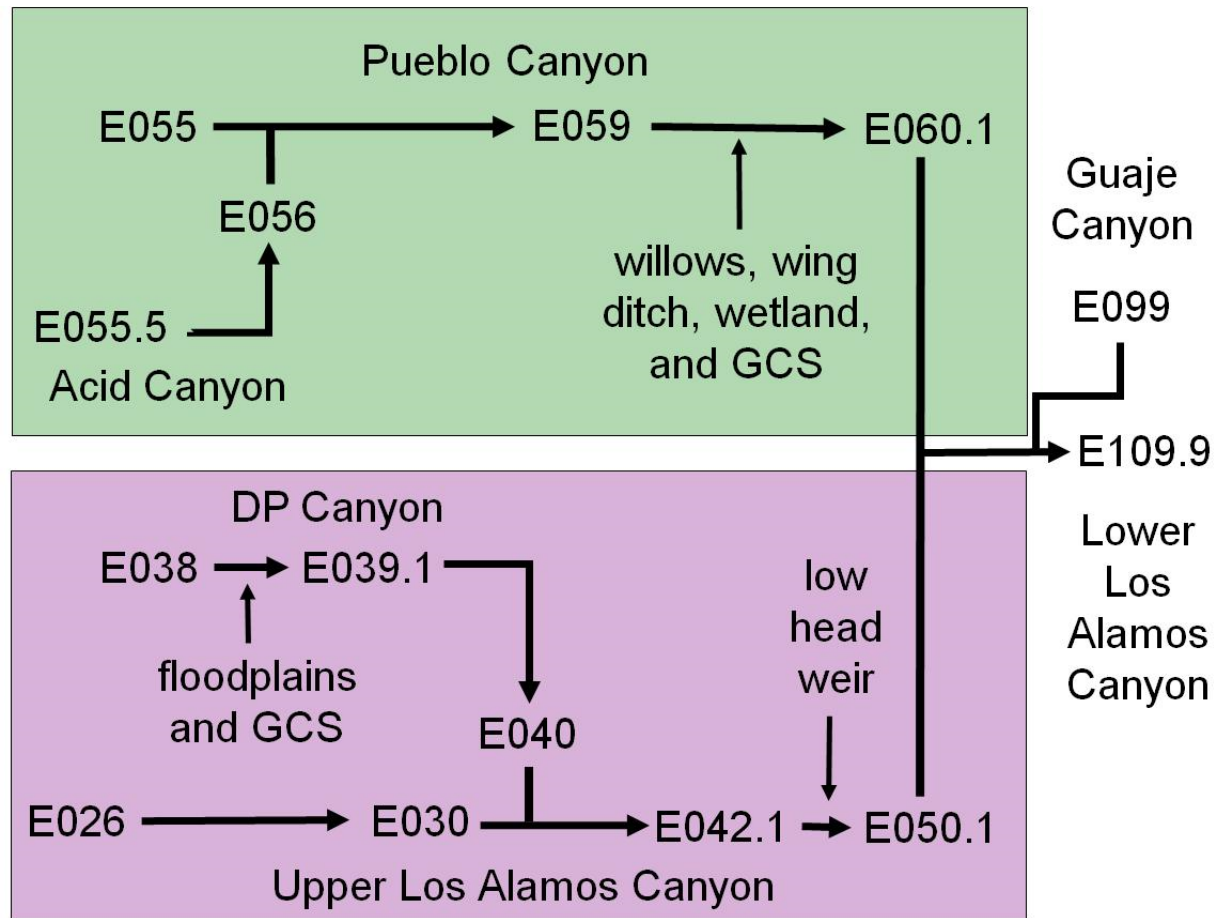 Pueblo Canyon
E055
E059
E060.1
E056
E055.5
Acid Canyon
willows, wing
ditch, wetland,
and GCS
Guaje
Canyon
E099
E109.9
Lower
Los
Alamos
Canyon
DP Canyon
E038
E039.1
floodplains
and GCS
E040
low
head
weir
E026
E030
E042.1
E050.1
Upper Los Alamos Canyon